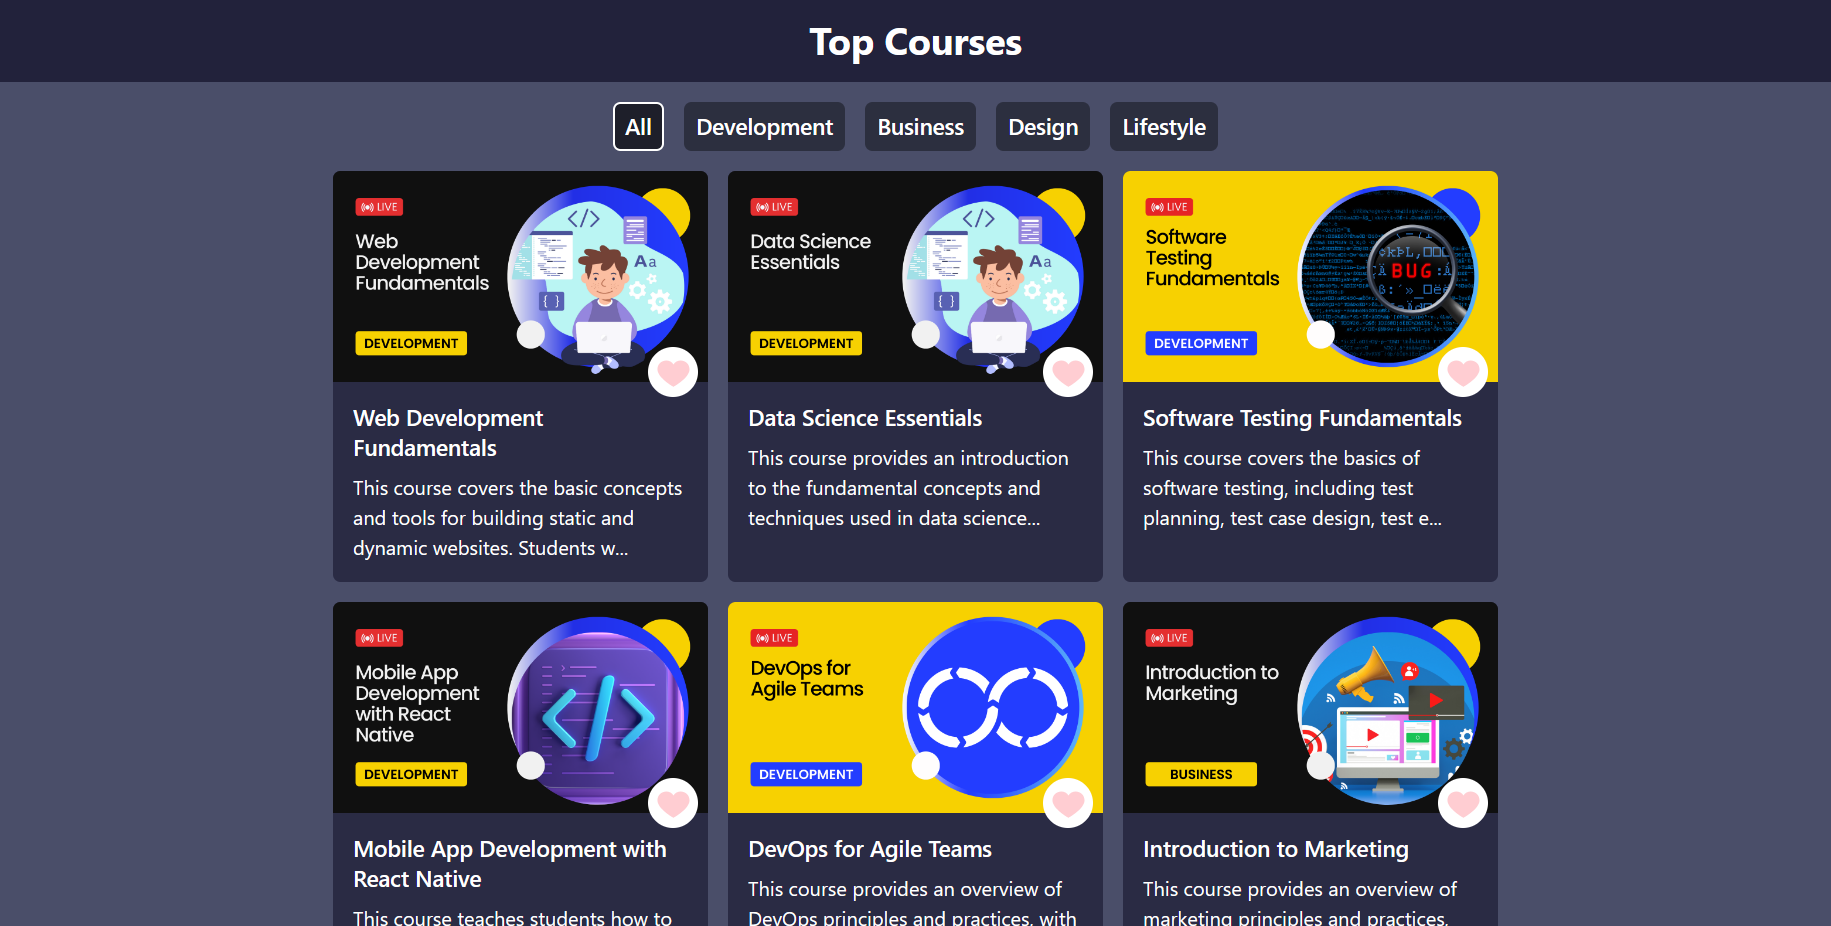 Top Courses
All
Development
Business
Design
Lifestyle
LIVE
Web
Development
Fundamentals
Aa
DEVELOPMENT
Web Development
Fundamentals
This course covers the basic concepts
and tools for building static and
dynamic websites. Students w...
LIVE
Data Science
Essentials
Aa
DEVELOPMENT
Data Science Essentials
This course provides an introduction
to the fundamental concepts and
techniques used in data science...
LIVE
Software
Testing
Fundamentals
BUG
DEVELOPMENT
Software Testing Fundamentals
This course covers the basics of
software testing, including test
planning, test case design, test e...
LIVE
Mobile App
Development
with React
Native
DEVELOPMENT
Mobile App Development with
React Native
This course teaches students how to
LIVE
DevOps for
Agile Teams
DEVELOPMENT
DevOps for Agile Teams
This course provides an overview of
DevOps principles and practices, with
LIVE
Introduction to
Marketing
BUSINESS
Introduction to Marketing
This course provides an overview of
marketing principles and practices,